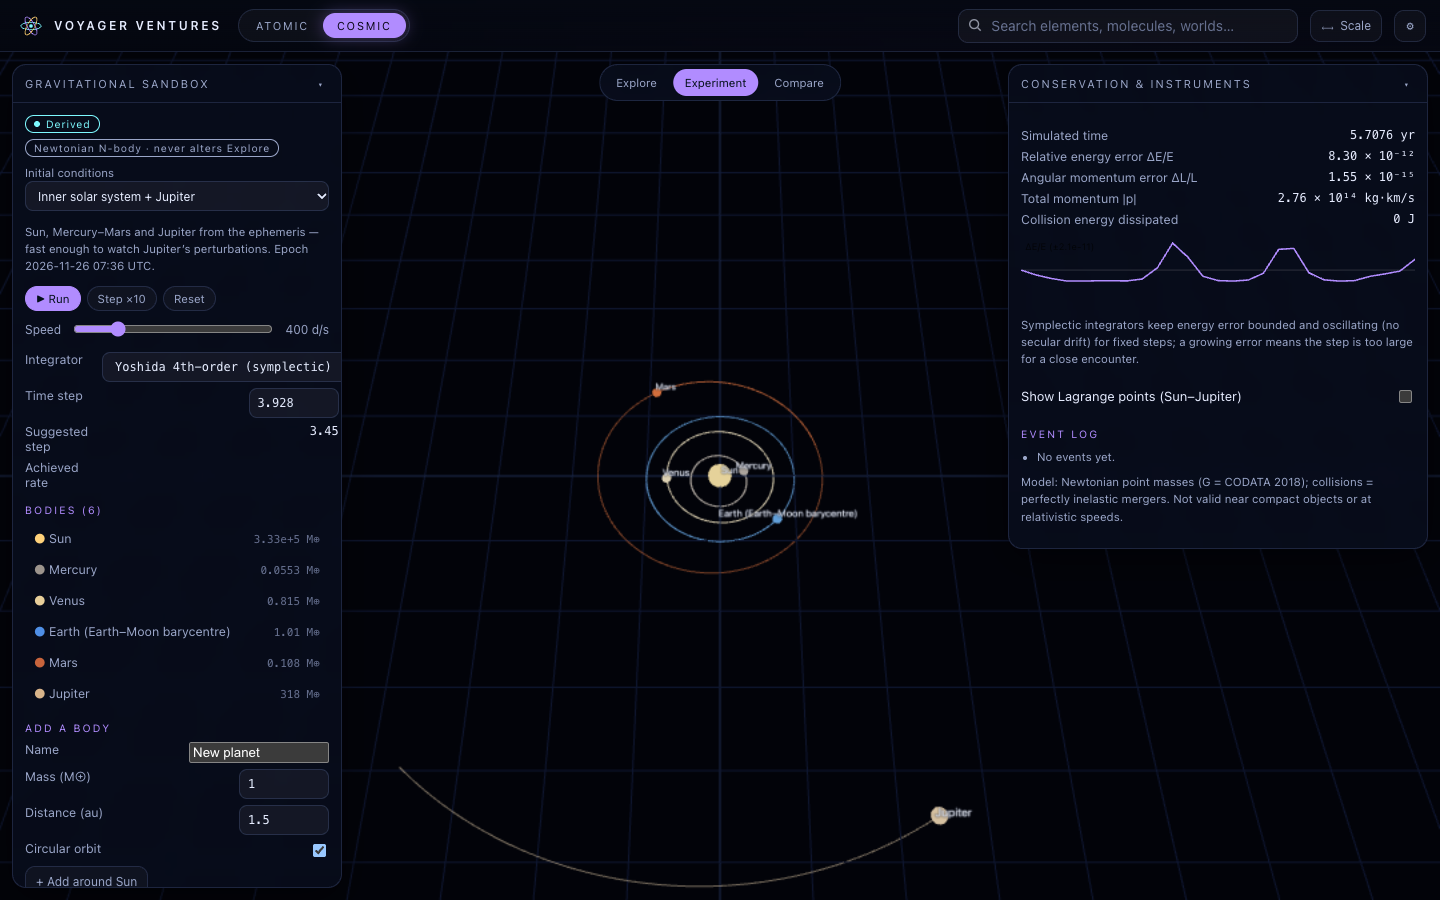 VOYAGER VENTURES
ATOMIC
COSMIC
Search elements, molecules, worlds...
Scale
GRAVITATIONAL SANDBOX
Derived
Newtonian N-body · never alters Explore
Initial conditions
Inner solar system + Jupiter
Sun, Mercury–Mars and Jupiter from the ephemeris —
fast enough to watch Jupiter's perturbations. Epoch
2026-11-26 07:36 UTC.
Run
Step ×10
Reset
Speed
400 d/s
Integrator
Yoshida 4th-order (symplectic)
Time step
3.928
Suggested
step
3.45
Achieved
rate
BODIES (6)
Sun
3.33e+5 M⊕
Mercury
0.0553 M⊕
Venus
0.815 M⊕
Earth (Earth–Moon barycentre)
1.01 M⊕
Mars
0.108 M⊕
Jupiter
318 M⊕
ADD A BODY
Name
New planet
Mass (M⊕)
1
Distance (au)
1.5
Circular orbit
+ Add around Sun
Explore
Experiment
Compare
Mars
Venus
Sun
Mercury
Earth (Earth–Moon barycentre)
Jupiter
CONSERVATION & INSTRUMENTS
Simulated time
5.7076 yr
Relative energy error ΔE/E
8.30 × 10⁻¹²
Angular momentum error ΔL/L
1.55 × 10⁻¹⁵
Total momentum |p|
2.76 × 10¹⁴ kg·km/s
Collision energy dissipated
0 J
Symplectic integrators keep energy error bounded and oscillating (no
secular drift) for fixed steps; a growing error means the step is too large
for a close encounter.
Show Lagrange points (Sun–Jupiter)
EVENT LOG
No events yet.
Model: Newtonian point masses (G = CODATA 2018); collisions =
perfectly inelastic mergers. Not valid near compact objects or at
relativistic speeds.